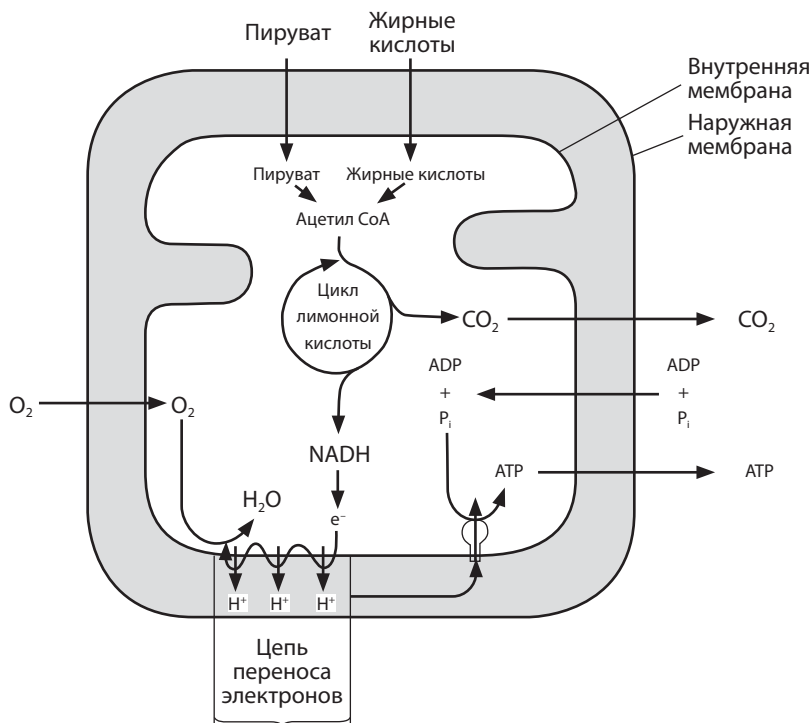 Пируват
Жирные
кислоты
Внутренняя
мембрана
Наружная
мембрана
Пируват
Жирные кислоты
Ацетил CoA
Цикл
лимонной
кислоты
CO₂
CO₂
ADP
+
Pᵢ
ADP
+
Pᵢ
O₂
O₂
NADH
ATP
ATP
H₂O
e⁻
H⁺
H⁺
H⁺
Цепь
переноса
электронов